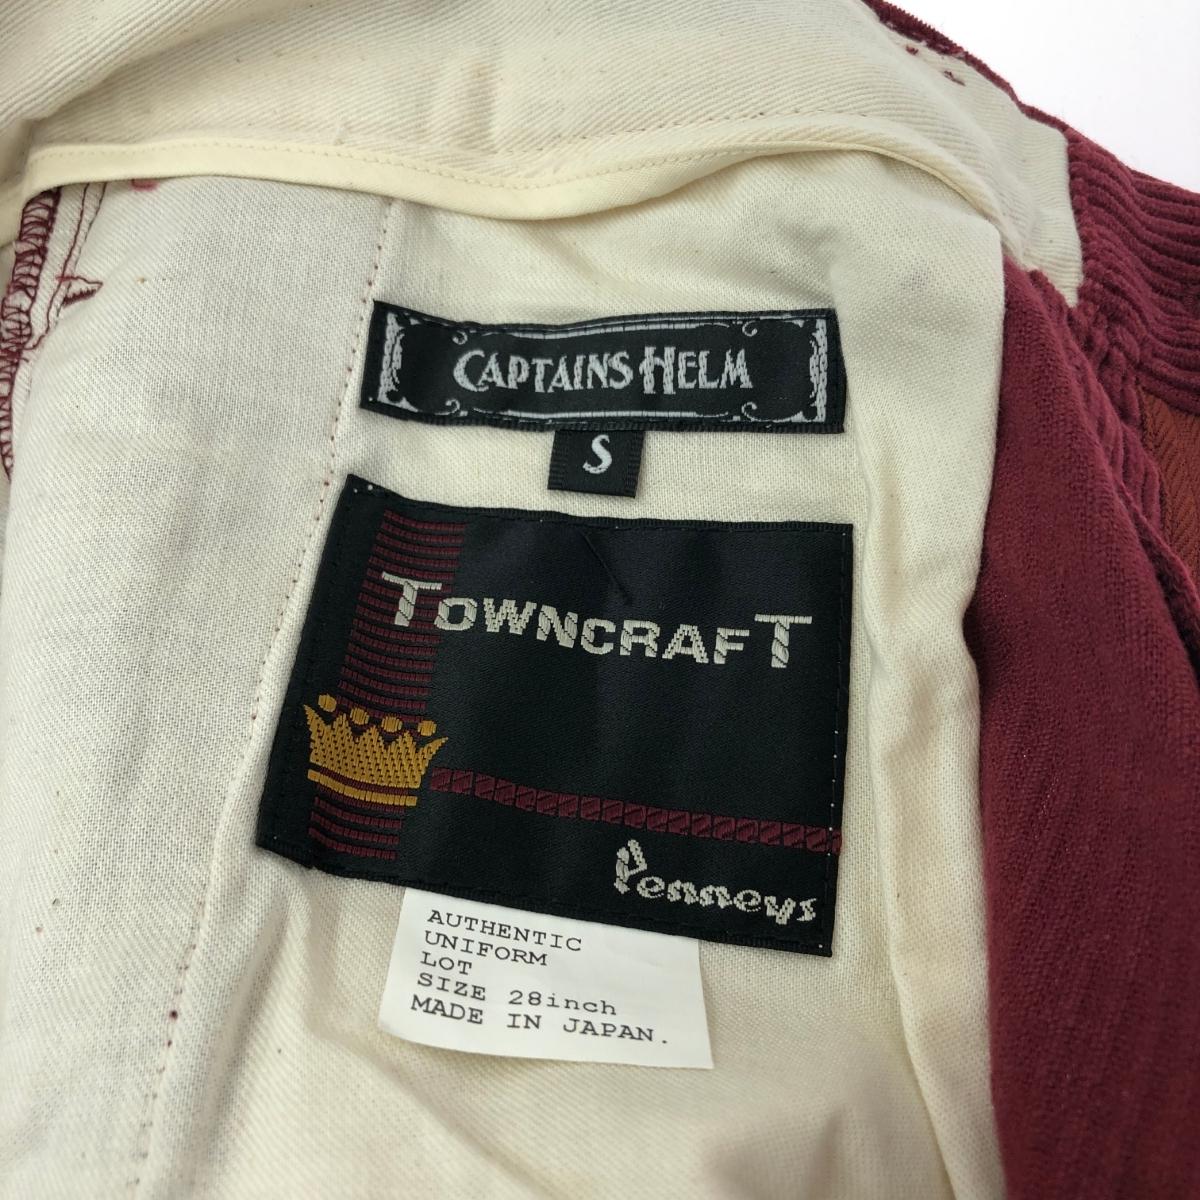 CAPTAINS HELM
S
TOWNCRAFT
Penneys
AUTHENTIC
UNIFORM
LOT
SIZE 28inch
MADE IN JAPAN.